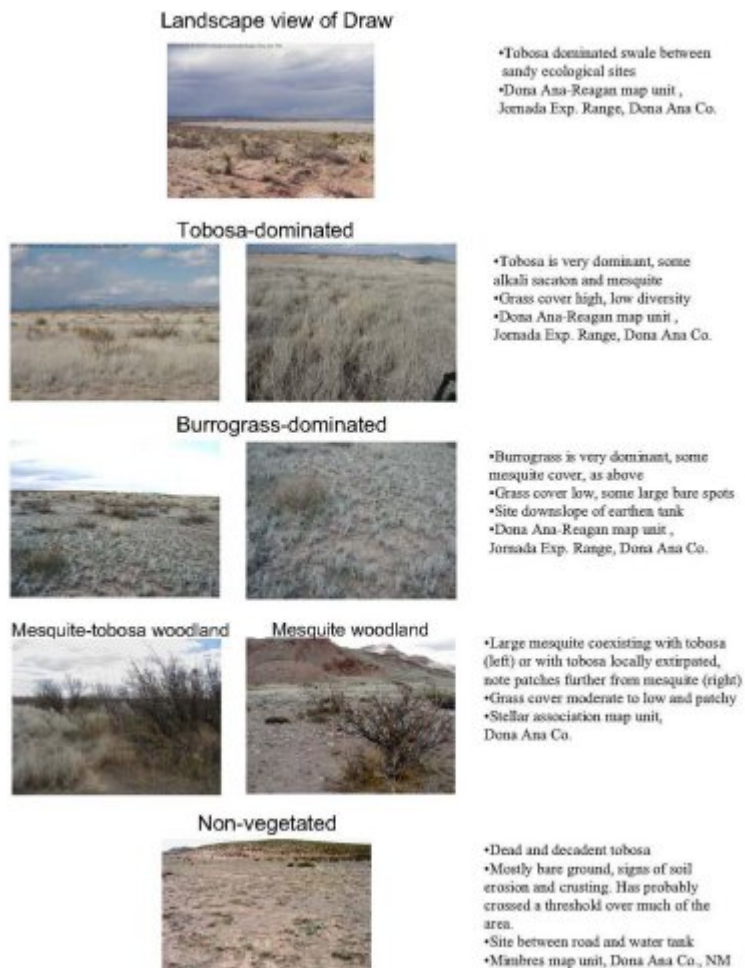 Landscape view of Draw
•Tobosa dominated swale between
sandy ecological sites
•Dona Ana-Reagan map unit ,
Jornada Exp. Range, Dona Ana Co.
Tobosa-dominated
•Tobosa is very dominant, some
alkali sacaton and mesquite
•Grass cover high, low diversity
•Dona Ana-Reagan map unit ,
Jornada Exp. Range, Dona Ana Co.
Burrograss-dominated
•Burrograss is very dominant, some
mesquite cover, as above
•Grass cover low, some large bare spots
•Site downslope of earthen tank
•Dona Ana-Reagan map unit ,
Jornada Exp. Range, Dona Ana Co.
Mesquite-tobosa woodland
Mesquite woodland
•Large mesquite coexisting with tobosa
(left) or with tobosa locally extirpated,
note patches further from mesquite (right)
•Grass cover moderate to low and patchy
•Stellar association map unit,
Dona Ana Co.
Non-vegetated
•Dead and decadent tobosa
•Mostly bare ground, signs of soil
erosion and crusting. Has probably
crossed a threshold over much of the
area.
•Site between road and water tank
•Mimbres map unit, Dona Ana Co., NM